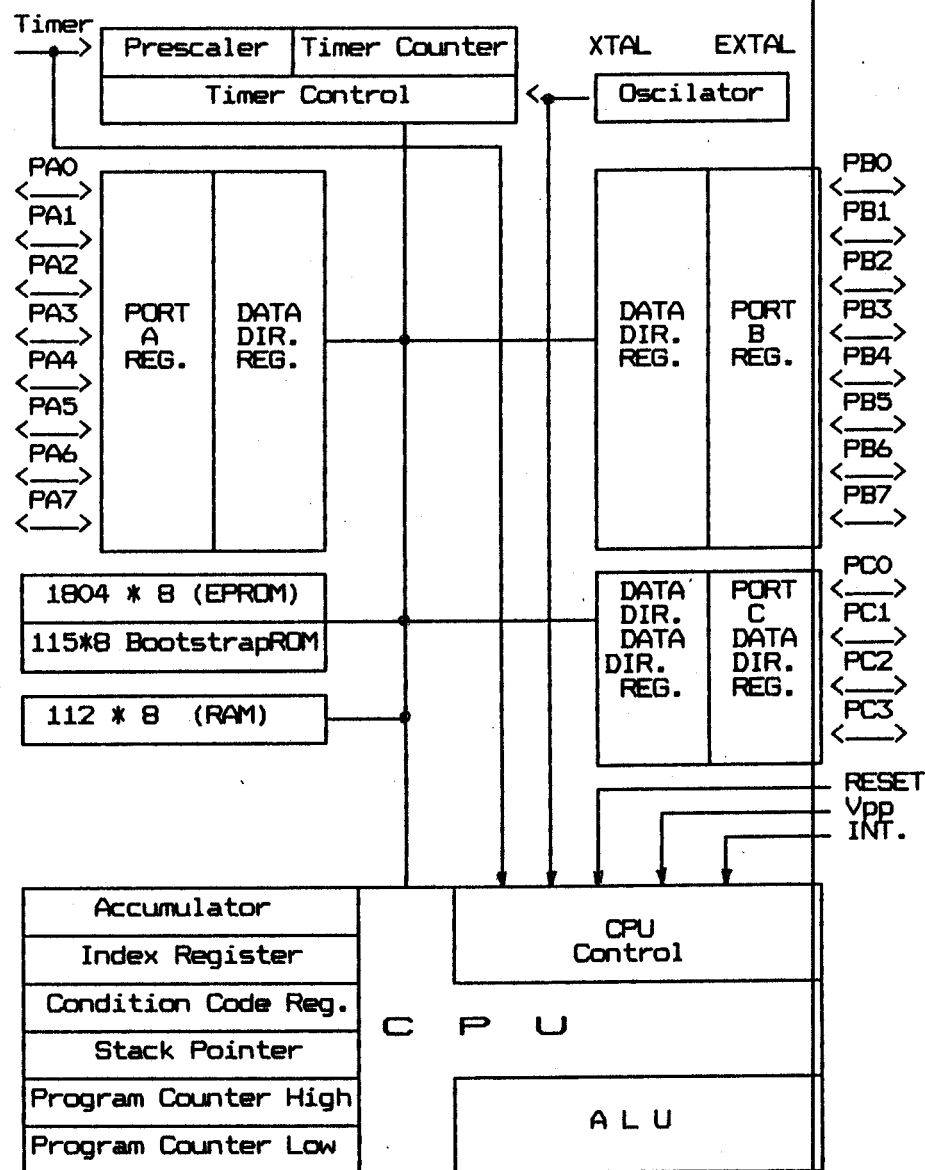 Timer
Prescaler
Timer Counter
Timer Control
XTAL
EXTAL
Oscilator
PA0
PA1
PA2
PA3
PA4
PA5
PA6
PA7
PORT
A
REG.
DATA
DIR.
REG.
DATA
DIR.
REG.
PORT
B
REG.
PB0
PB1
PB2
PB3
PB4
PB5
PB6
PB7
1804 * 8 (EPROM)
115*8 BootstrapROM
112 * 8 (RAM)
DATA
DIR.
DATA
DIR.
REG.
PORT
C
DATA
DIR.
REG.
PC0
PC1
PC2
PC3
RESET
Vpp
INT.
Accumulator
Index Register
Condition Code Reg.
Stack Pointer
Program Counter High
Program Counter Low
C P U
CPU
Control
A L U